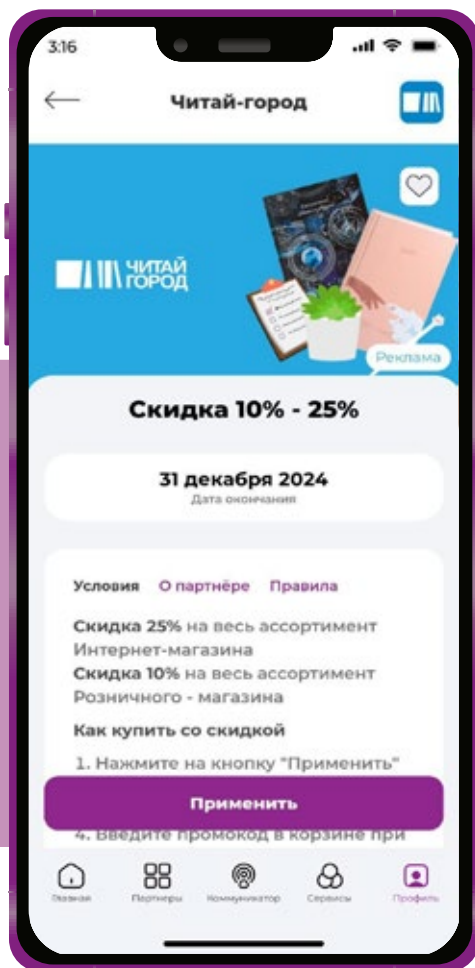 3:16
Читай-город
ЧИТАЙ
ГОРОД
Реклама
Скидка 10% - 25%
31 декабря 2024
Дата окончания
Условия О партнёре Правила
Скидка 25% на весь ассортимент
Интернет-магазина
Скидка 10% на весь ассортимент
Розничного - магазина
Как купить со скидкой
1. Нажмите на кнопку "Применить"
Применить
4. Введите промокод в корзине при
Главная Партнеры Коммуникатор Сервисы Профиль